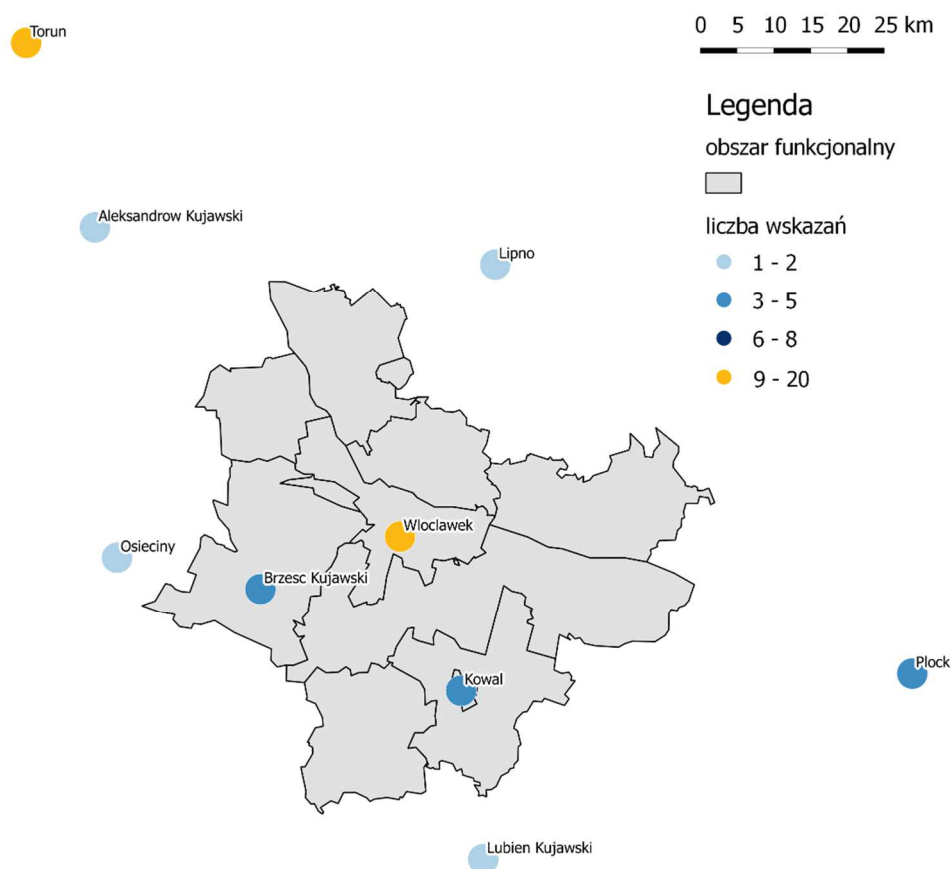 Torun
0 5 10 15 20 25 km
Legenda
obszar funkcjonalny
liczba wskazań
1 - 2
3 - 5
6 - 8
9 - 20
Aleksandrow Kujawski
Lipno
Wloclawek
Osieciny
Brzesc Kujawski
Kowal
Plock
Lubien Kujawski